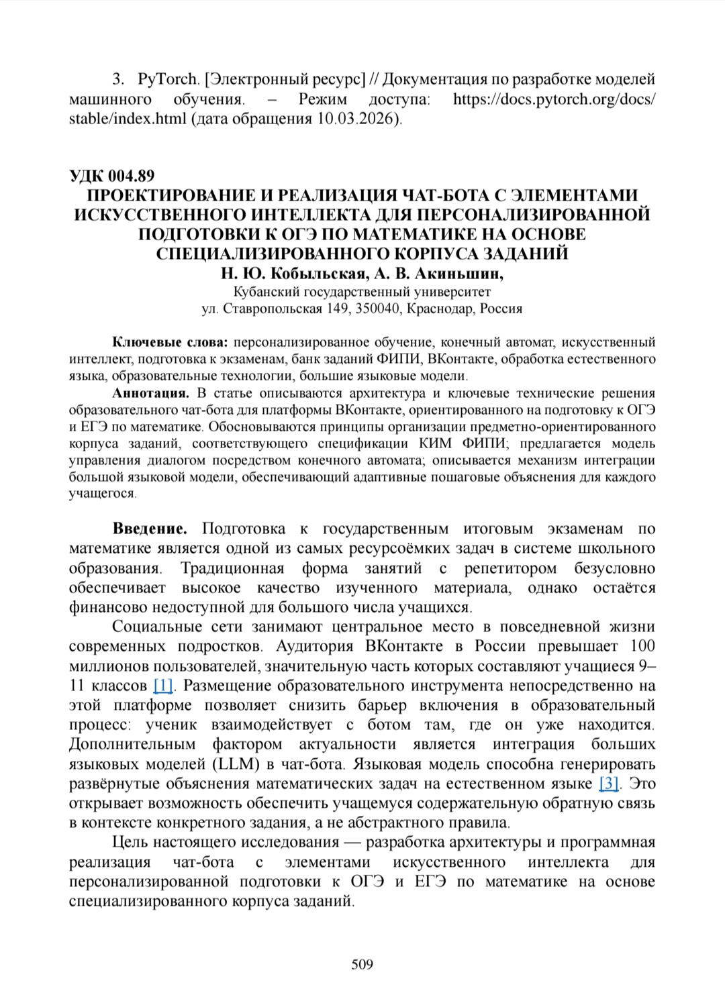 3. PyTorch. [Электронный ресурс] // Документация по разработке моделей
машинного обучения. – Режим доступа: https://docs.pytorch.org/docs/
stable/index.html (дата обращения 10.03.2026).
УДК 004.89
ПРОЕКТИРОВАНИЕ И РЕАЛИЗАЦИЯ ЧАТ-БОТА С ЭЛЕМЕНТАМИ
ИСКУССТВЕННОГО ИНТЕЛЛЕКТА ДЛЯ ПЕРСОНАЛИЗИРОВАННОЙ
ПОДГОТОВКИ К ОГЭ ПО МАТЕМАТИКЕ НА ОСНОВЕ
СПЕЦИАЛИЗИРОВАННОГО КОРПУСА ЗАДАНИЙ
Н. Ю. Кобыльская, А. В. Акиньшин,
Кубанский государственный университет
ул. Ставропольская 149, 350040, Краснодар, Россия
Ключевые слова: персонализированное обучение, конечный автомат, искусственный
интеллект, подготовка к экзаменам, банк заданий ФИПИ, ВКонтакте, обработка естественного
языка, образовательные технологии, большие языковые модели.
Аннотация. В статье описываются архитектура и ключевые технические решения
образовательного чат-бота для платформы ВКонтакте, ориентированного на подготовку к ОГЭ
и ЕГЭ по математике. Обосновываются принципы организации предметно-ориентированного
корпуса заданий, соответствующего спецификации КИМ ФИПИ; предлагается модель
управления диалогом посредством конечного автомата; описывается механизм интеграции
большой языковой модели, обеспечивающий адаптивные пошаговые объяснения для каждого
учащегося.
Введение. Подготовка к государственным итоговым экзаменам по
математике является одной из самых ресурсоёмких задач в системе школьного
образования. Традиционная форма занятий с репетитором безусловно
обеспечивает высокое качество изученного материала, однако остаётся
финансово недоступной для большого числа учащихся.
Социальные сети занимают центральное место в повседневной жизни
современных подростков. Аудитория ВКонтакте в России превышает 100
миллионов пользователей, значительную часть которых составляют учащиеся 9–
11 классов [1]. Размещение образовательного инструмента непосредственно на
этой платформе позволяет снизить барьер включения в образовательный
процесс: ученик взаимодействует с ботом там, где он уже находится.
Дополнительным фактором актуальности является интеграция больших
языковых моделей (LLM) в чат-бота. Языковая модель способна генерировать
развёрнутые объяснения математических задач на естественном языке [3]. Это
открывает возможность обеспечить учащемуся содержательную обратную связь
в контексте конкретного задания, а не абстрактного правила.
Цель настоящего исследования — разработка архитектуры и программная
реализация чат-бота с элементами искусственного интеллекта для
персонализированной подготовки к ОГЭ и ЕГЭ по математике на основе
специализированного корпуса заданий.
509